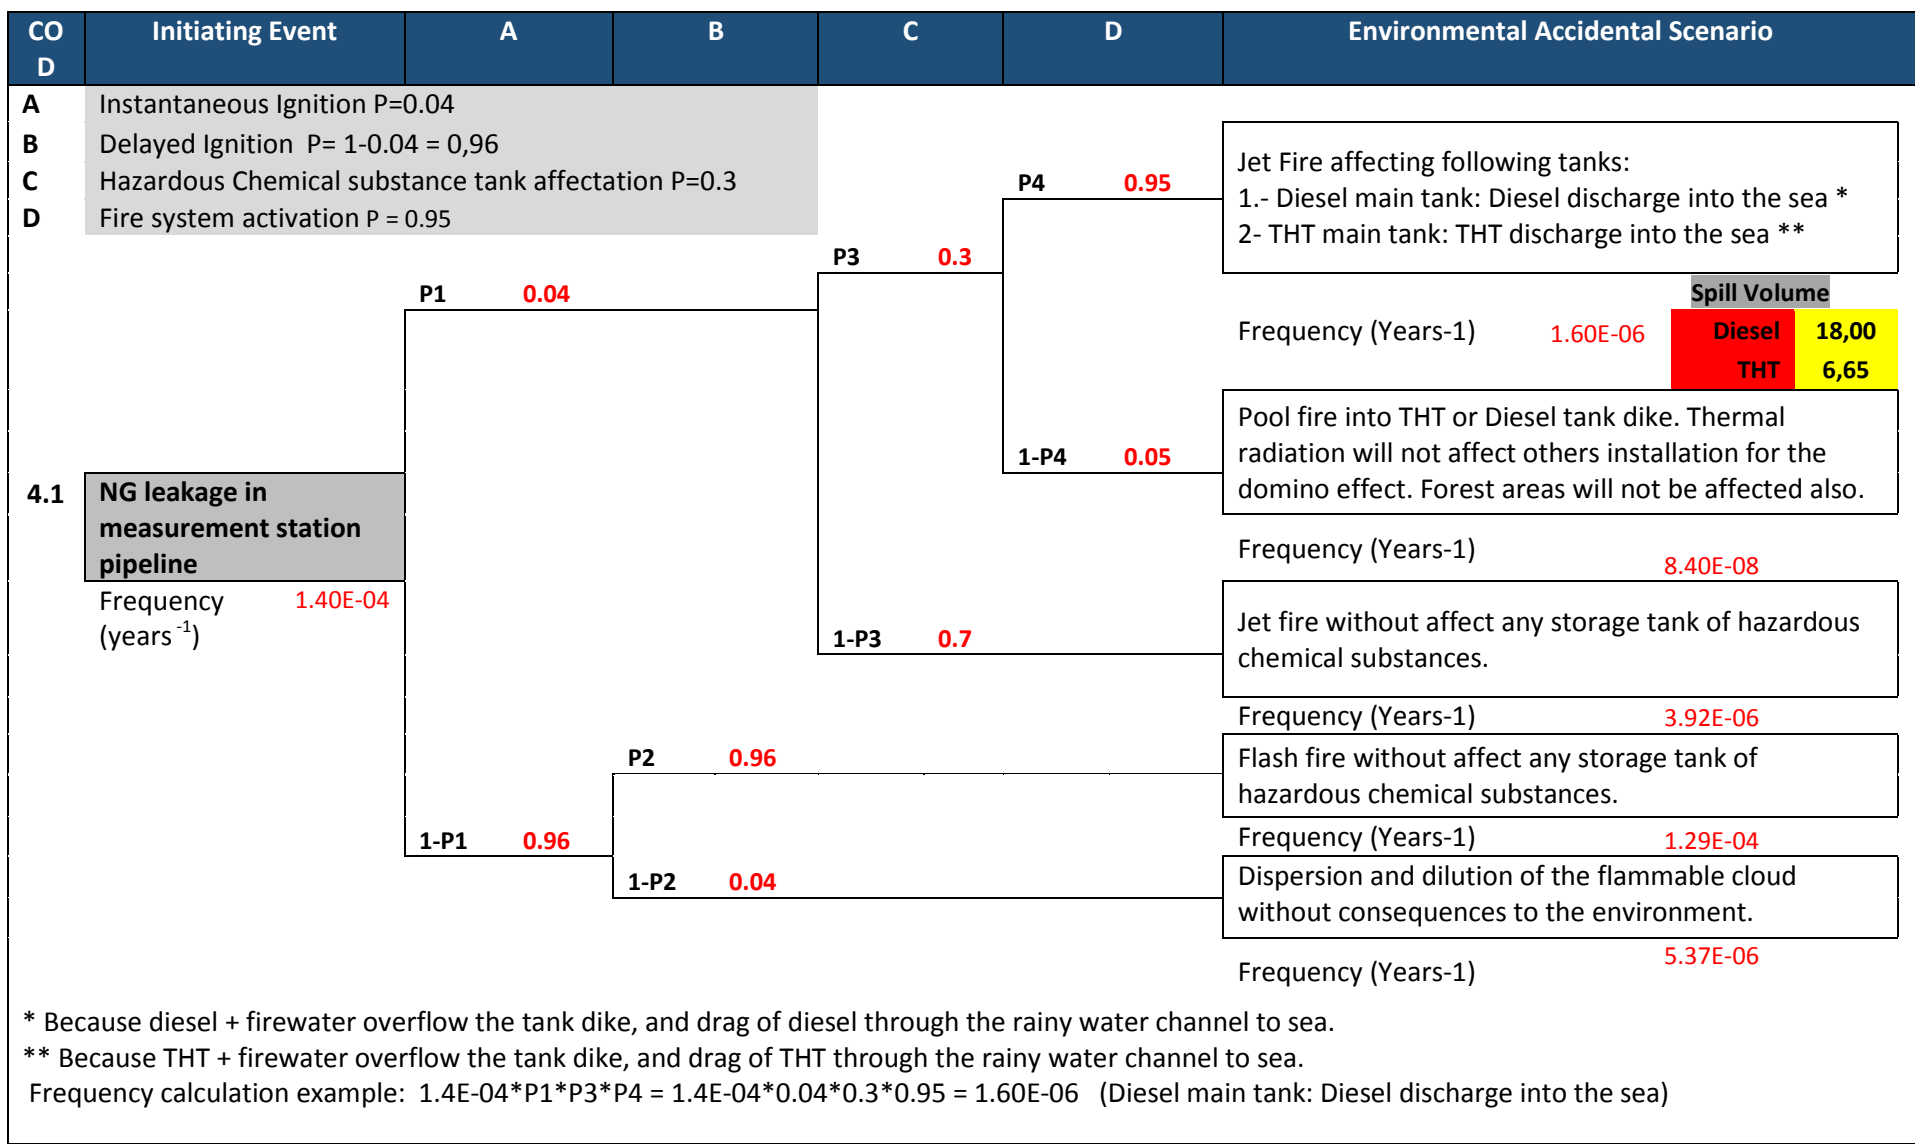 CO
D
Initiating Event
A
B
C
D
Environmental Accidental Scenario
A Instantaneous Ignition P=0.04
B Delayed Ignition P= 1-0.04 = 0,96
C Hazardous Chemical substance tank affectation P=0.3
D Fire system activation P = 0.95
P4 0.95
Jet Fire affecting following tanks:
1.- Diesel main tank: Diesel discharge into the sea *
2- THT main tank: THT discharge into the sea **
P3 0.3
P1 0.04
Spill Volume
Frequency (Years-1) 1.60E-06
Diesel 18,00
THT 6,65
1-P4 0.05
Pool fire into THT or Diesel tank dike. Thermal
radiation will not affect others installation for the
domino effect. Forest areas will not be affected also.
4.1
NG leakage in
measurement station
pipeline
Frequency (Years-1) 8.40E-08
Frequency 1.40E-04
(years -1)
1-P3 0.7
Jet fire without affect any storage tank of hazardous
chemical substances.
Frequency (Years-1) 3.92E-06
P2 0.96
Flash fire without affect any storage tank of
hazardous chemical substances.
1-P1 0.96
Frequency (Years-1) 1.29E-04
1-P2 0.04
Dispersion and dilution of the flammable cloud
without consequences to the environment.
Frequency (Years-1) 5.37E-06
* Because diesel + firewater overflow the tank dike, and drag of diesel through the rainy water channel to sea.
** Because THT + firewater overflow the tank dike, and drag of THT through the rainy water channel to sea.
Frequency calculation example: 1.4E-04*P1*P3*P4 = 1.4E-04*0.04*0.3*0.95 = 1.60E-06 (Diesel main tank: Diesel discharge into the sea)